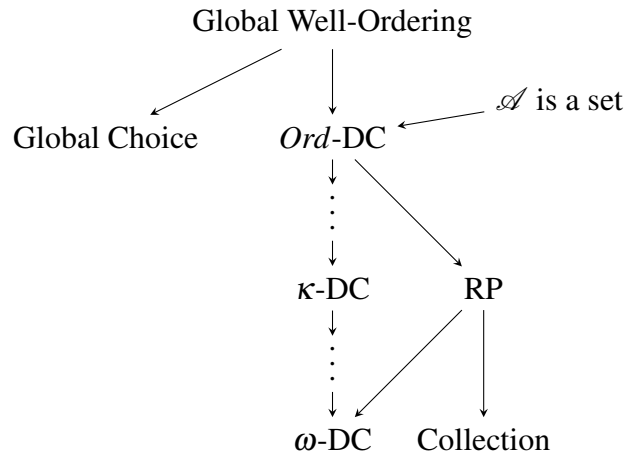 Global Well-Ordering
𝒜 is a set
Global Choice
Ord-DC
κ-DC
RP
ω-DC
Collection